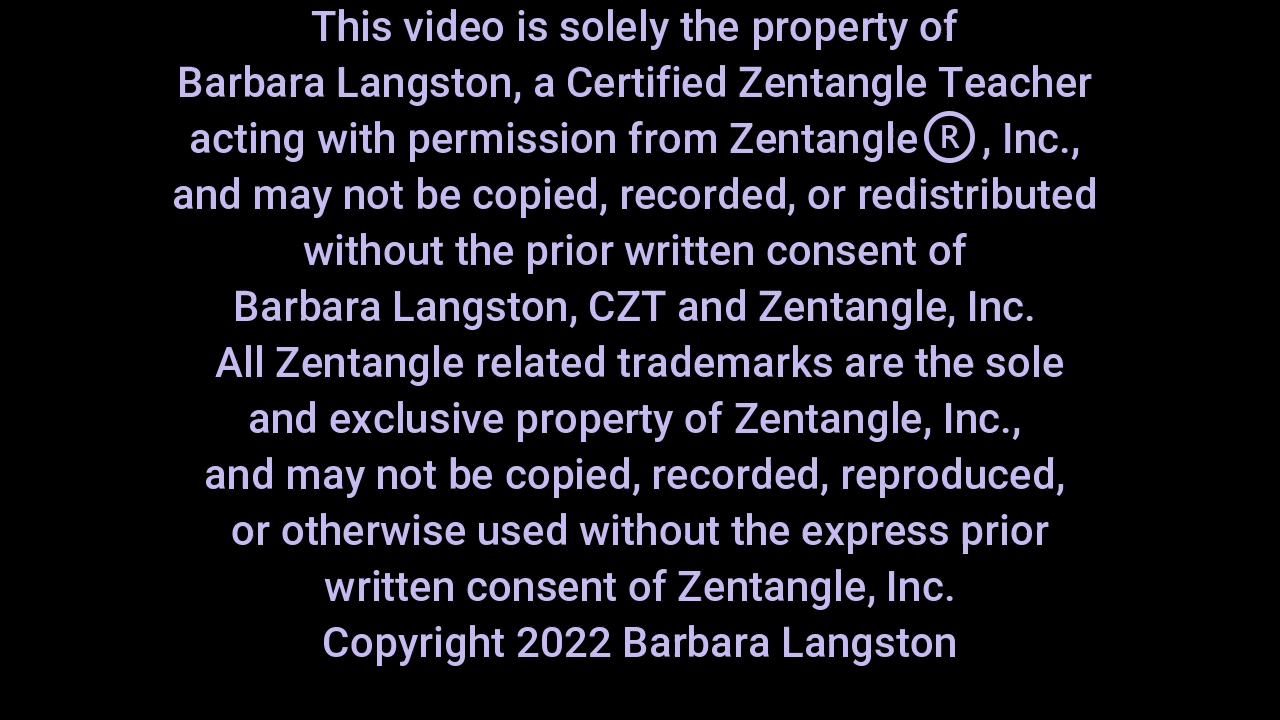 This video is solely the property of
Barbara Langston, a Certified Zentangle Teacher
acting with permission from Zentangle®, Inc.,
and may not be copied, recorded, or redistributed
without the prior written consent of
Barbara Langston, CZT and Zentangle, Inc.
All Zentangle related trademarks are the sole
and exclusive property of Zentangle, Inc.,
and may not be copied, recorded, reproduced,
or otherwise used without the express prior
written consent of Zentangle, Inc.
Copyright 2022 Barbara Langston